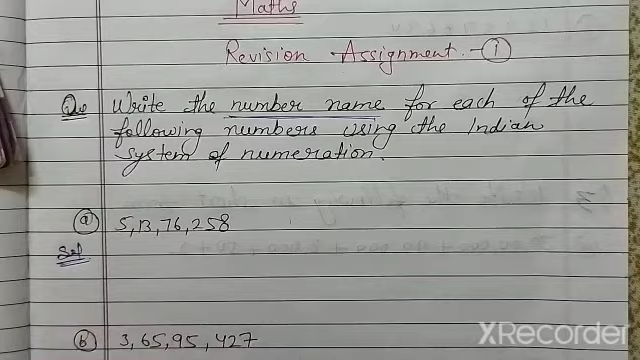 Maths
Revision Assignment - 1
Que Write the number name for each of the
following numbers using the Indian
system of numeration.
a 5,13,76,258
Sol
b 3,65,95,427
XRecorder